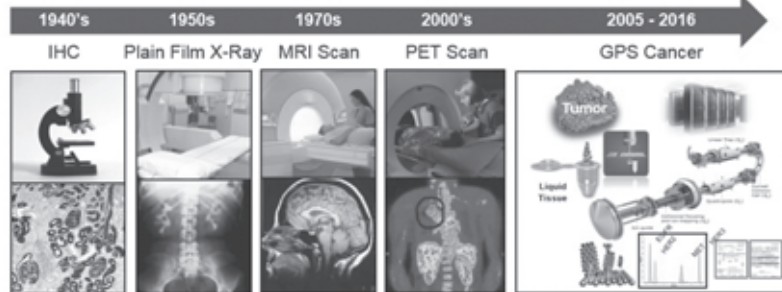 1940's 1950s 1970s 2000's 2005 - 2016
IHC Plain Film X-Ray MRI Scan PET Scan GPS Cancer
Tumor
Liquid
Tissue